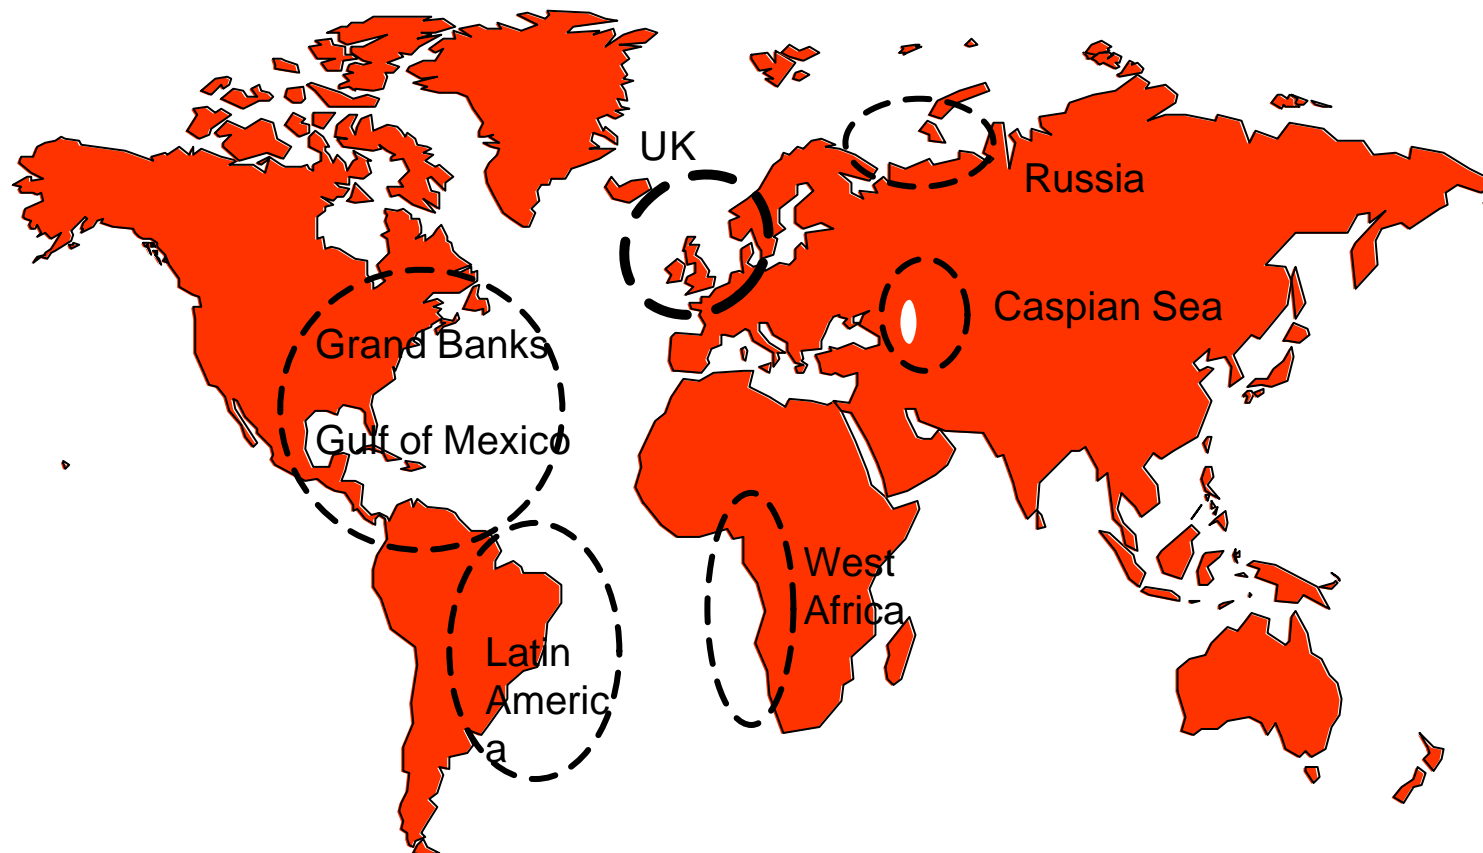 UK
Russia
Caspian Sea
Grand Banks
Gulf of Mexico
West
Africa
Latin
Americ
a